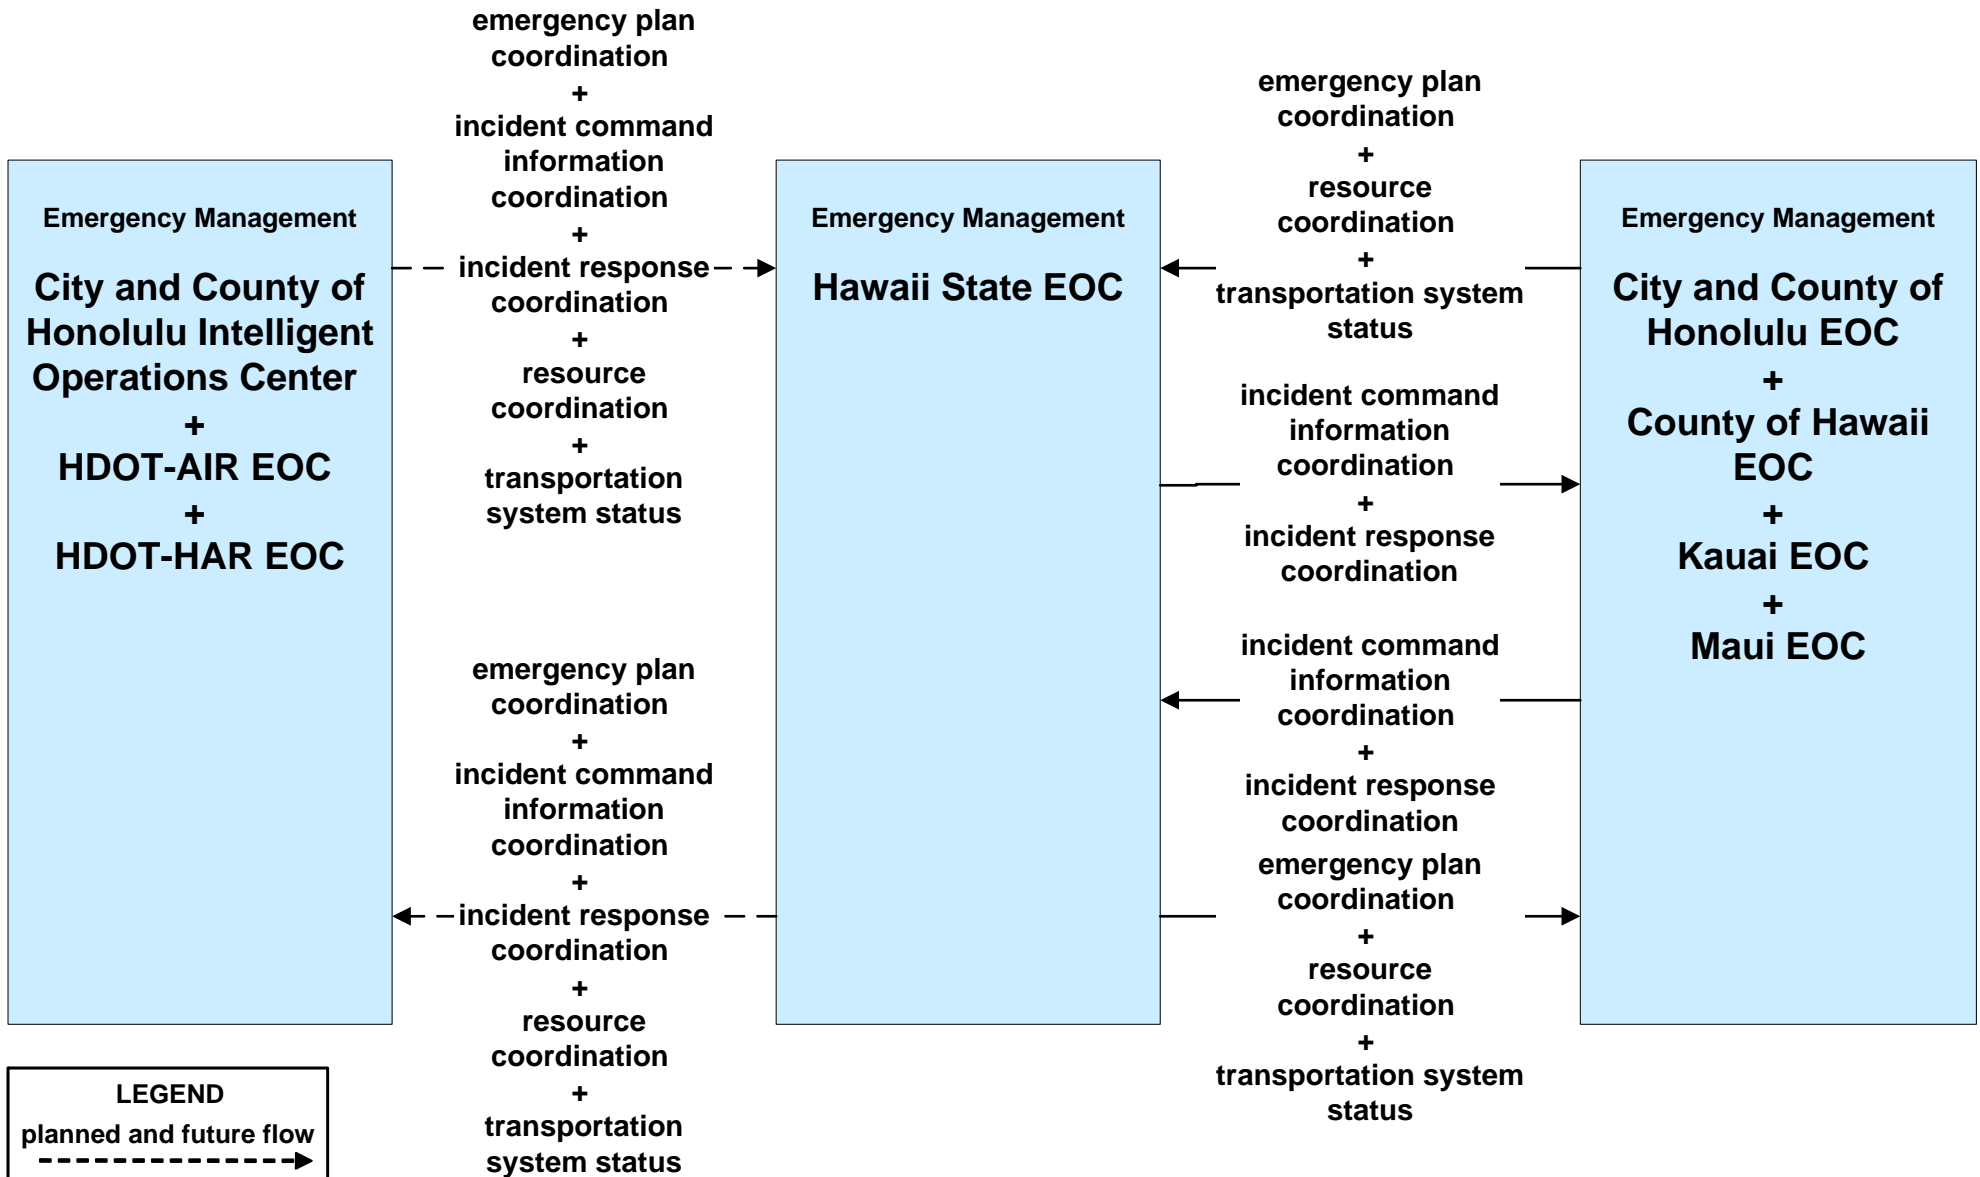 Emergency Management
City and County of
Honolulu Intelligent
Operations Center
+
HDOT-AIR EOC
+
HDOT-HAR EOC
emergency plan
coordination
+
incident command
information
coordination
+
incident response
coordination
+
resource
coordination
+
transportation
system status
emergency plan
coordination
+
incident command
information
coordination
+
incident response
coordination
+
resource
coordination
+
transportation
system status
Emergency Management
Hawaii State EOC
emergency plan
coordination
+
resource
coordination
+
transportation system
status
incident command
information
coordination
+
incident response
coordination
incident command
information
coordination
+
incident response
coordination
emergency plan
coordination
+
resource
coordination
+
transportation system
status
Emergency Management
City and County of
Honolulu EOC
+
County of Hawaii
EOC
+
Kauai EOC
+
Maui EOC
LEGEND
planned and future flow